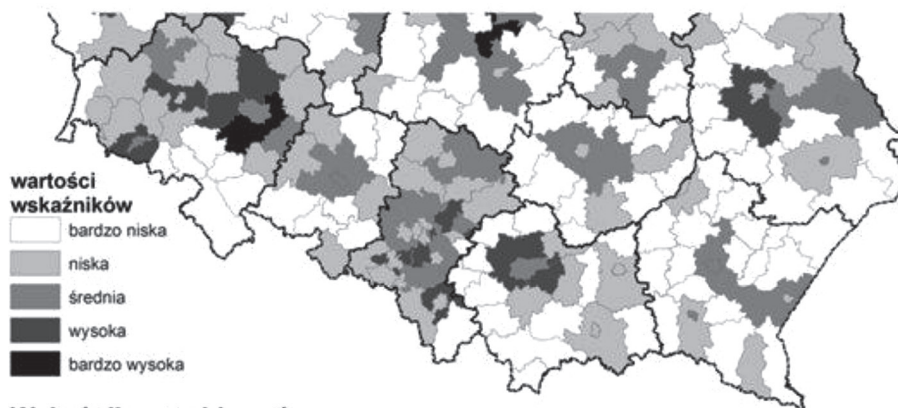 wartości
wskaźników
bardzo niska
niska
średnia
wysoka
bardzo wysoka